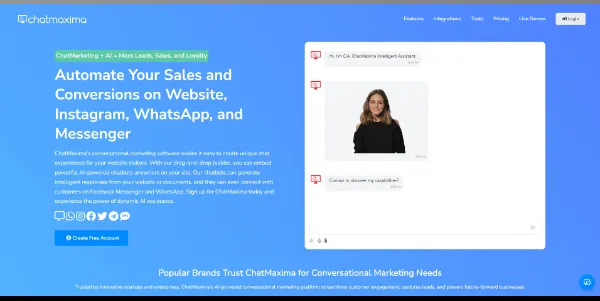 chatmaxima
Features Integrations Tools Pricing Live Demos Login
ChatMarketing + AI = More Leads, Sales, and Loyalty
Automate Your Sales and
Conversions on Website,
Instagram, WhatsApp, and
Messenger
ChatMaxima's conversational marketing software makes it easy to create unique chat
experiences for your website visitors. With our drag-and-drop builder, you can embed
powerful AI-powered chatbots anywhere on your site. Our chatbots can generate
intelligent responses from your website or documents, and they can even connect with
customers on Facebook Messenger and WhatsApp. Sign up for ChatMaxima today and
experience the power of dynamic AI assistance.
Create Free Account
Hi, I'm CIA, ChatMaxima Intelligent Assistant.
Curious to discover my capabilities?
Popular Brands Trust ChatMaxima for Conversational Marketing Needs
Trusted by innovative startups and enterprises, ChatMaxima's AI-powered conversational marketing platform streamlines customer engagement, captures leads, and powers future-forward businesses.